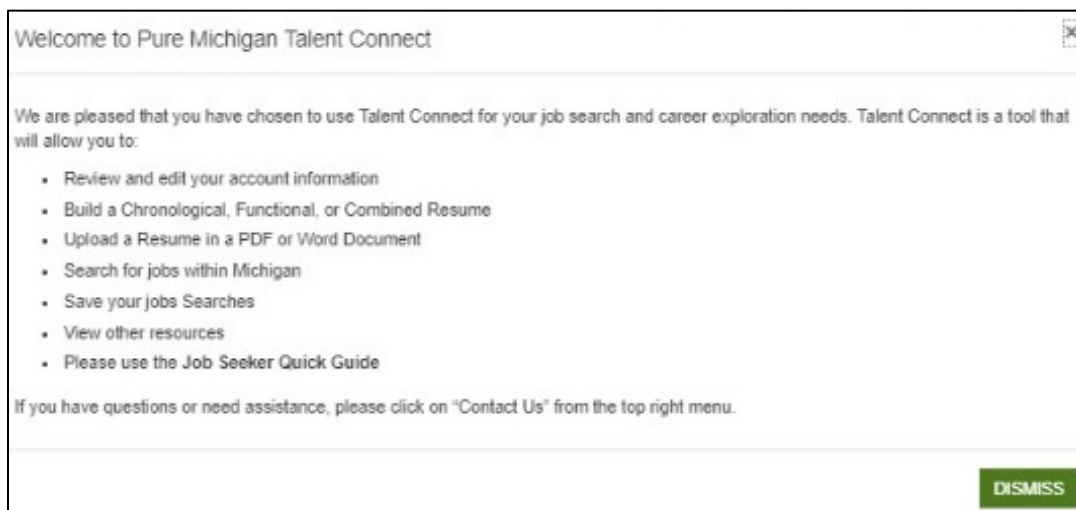 Welcome to Pure Michigan Talent Connect
We are pleased that you have chosen to use Talent Connect for your job search and career exploration needs. Talent Connect is a tool that
will allow you to:
• Review and edit your account information
• Build a Chronological, Functional, or Combined Resume
• Upload a Resume in a PDF or Word Document
• Search for jobs within Michigan
• Save your jobs Searches
• View other resources
• Please use the Job Seeker Quick Guide
If you have questions or need assistance, please click on “Contact Us” from the top right menu.
DISMISS